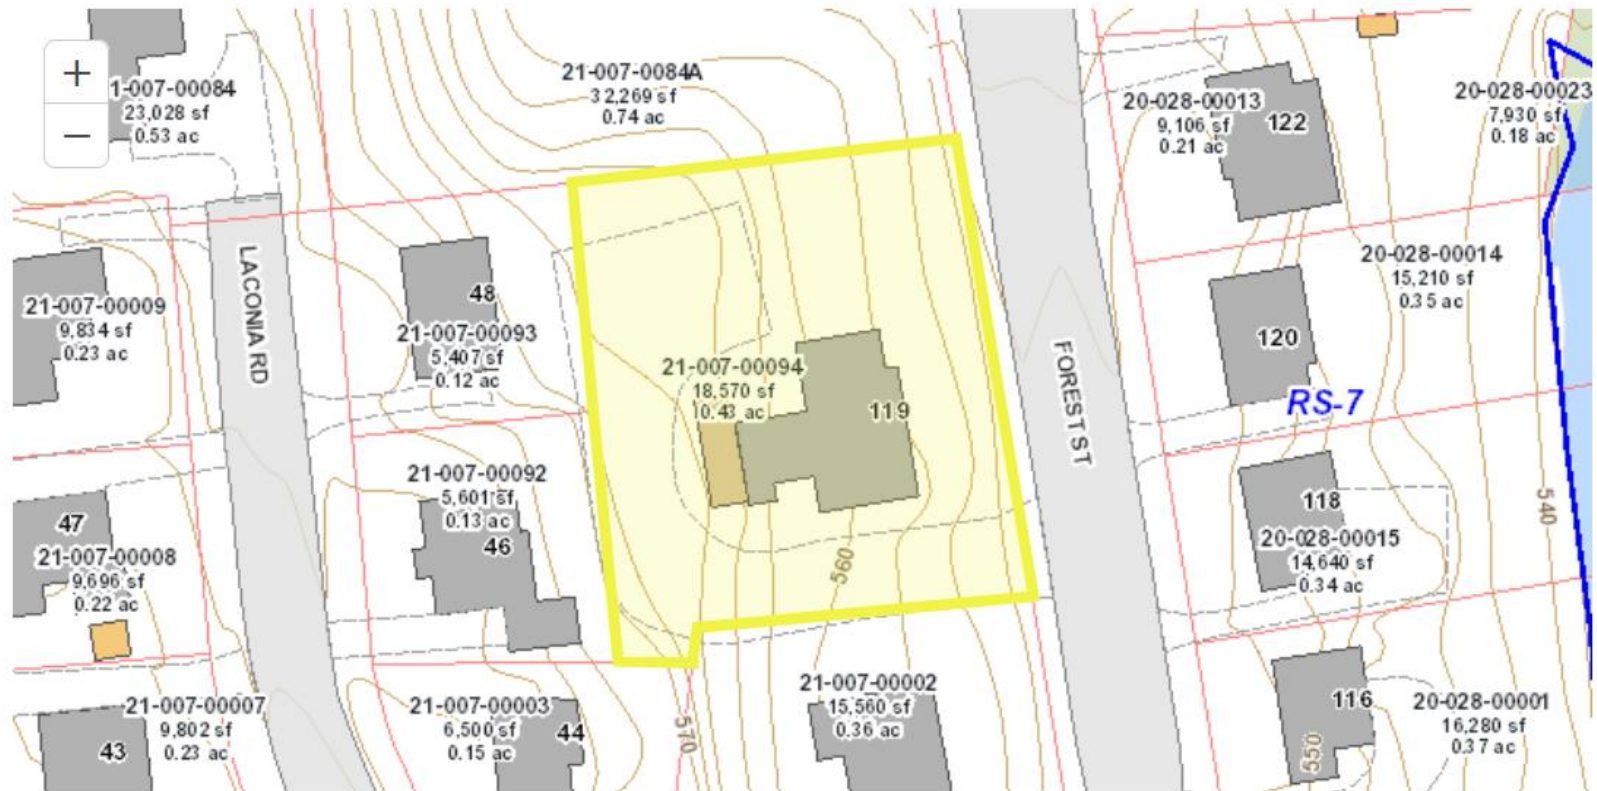 +
−
1-007-00084
23,028 sf
0.53 ac
21-007-0084A
32,269 sf
0.74 ac
20-028-00013
9,106 sf
0.21 ac
122
20-028-00023
7,930 sf
0.18 ac
LACONIA RD
21-007-00009
9,834 sf
0.23 ac
48
21-007-00093
5,407 sf
0.12 ac
21-007-00094
18,570 sf
0.43 ac
119
FOREST ST
20-028-00014
15,210 sf
0.35 ac
120
RS-7
47
21-007-00008
9,696 sf
0.22 ac
21-007-00092
5,601 sf
0.13 ac
46
560
118
20-028-00015
14,640 sf
0.34 ac
540
21-007-00007
9,802 sf
0.23 ac
43
21-007-00003
6,500 sf
0.15 ac
44
570
21-007-00002
15,560 sf
0.36 ac
116
550
20-028-00001
16,280 sf
0.37 ac